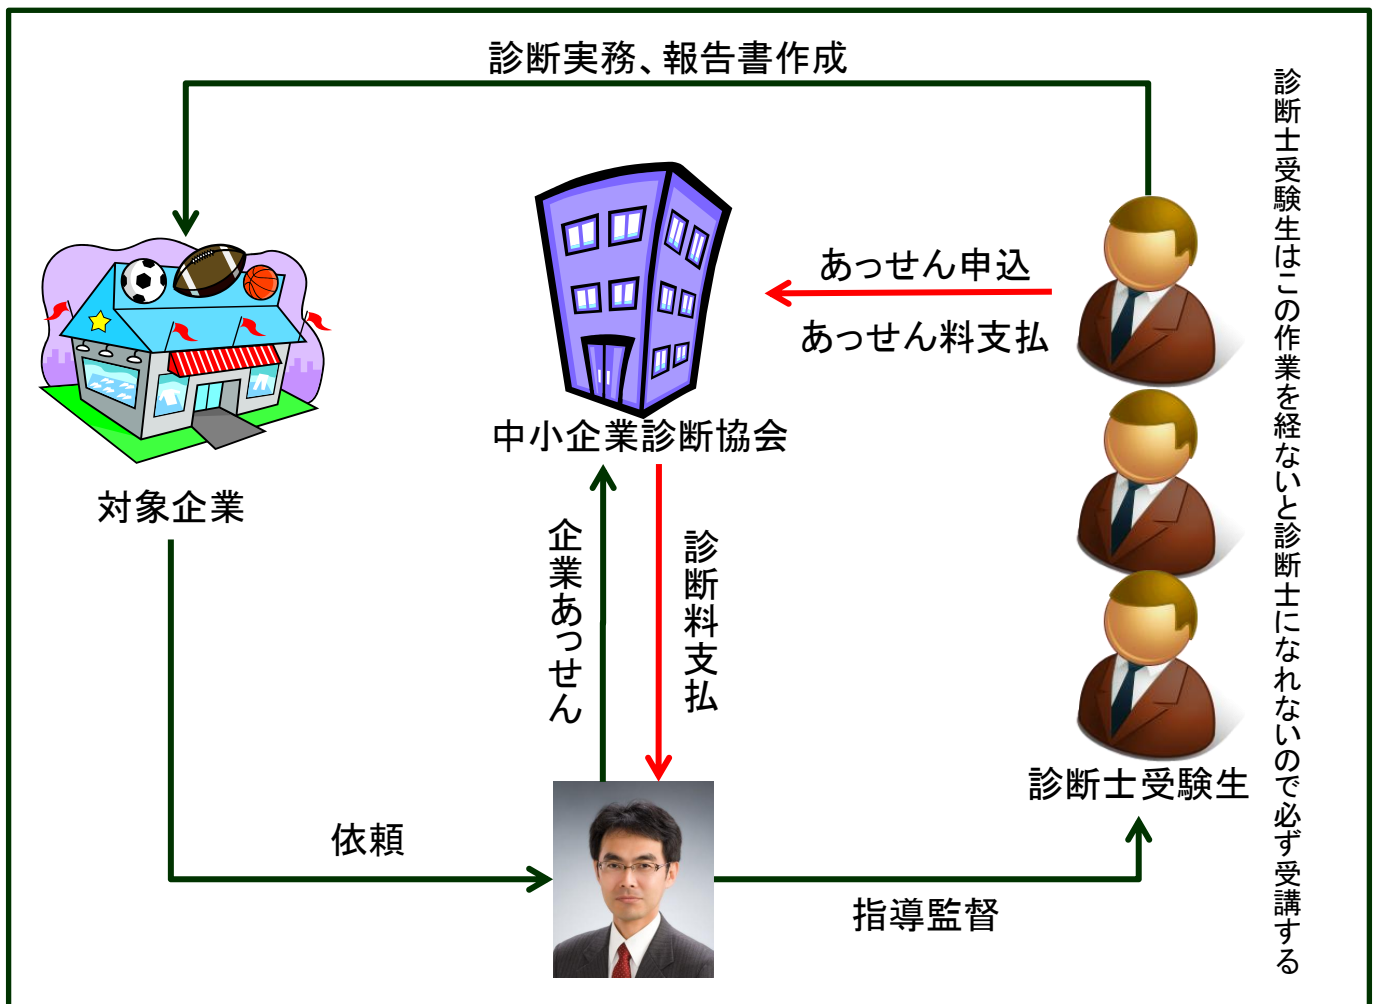 診断実務、報告書作成
あっせん申込
あっせん料支払
中小企業診断協会
対象企業
企業あっせん
診断料支払
診断士受験生
依頼
指導監督
診断士受験生はこの作業を経ないと診断士になれないので必ず受講する